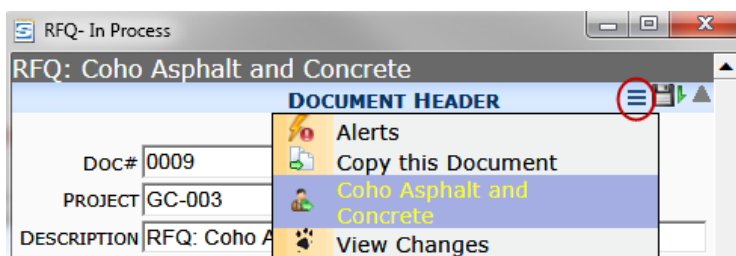 RFQ- In Process
RFQ: Coho Asphalt and Concrete
DOCUMENT HEADER
Alerts
DOC# 0009
Copy this Document
PROJECT GC-003
Coho Asphalt and
Concrete
DESCRIPTION RFQ: Coho A
View Changes